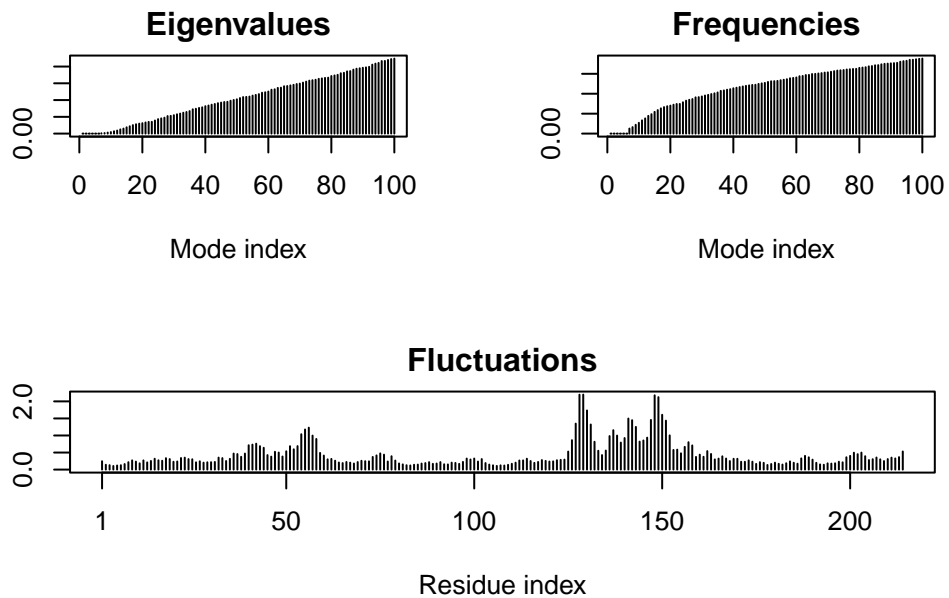 Eigenvalues
0.00
0 20 40 60 80 100
Mode index
Frequencies
0.00
0 20 40 60 80 100
Mode index
Fluctuations
2.0
0.0
1 50 100 150 200
Residue index